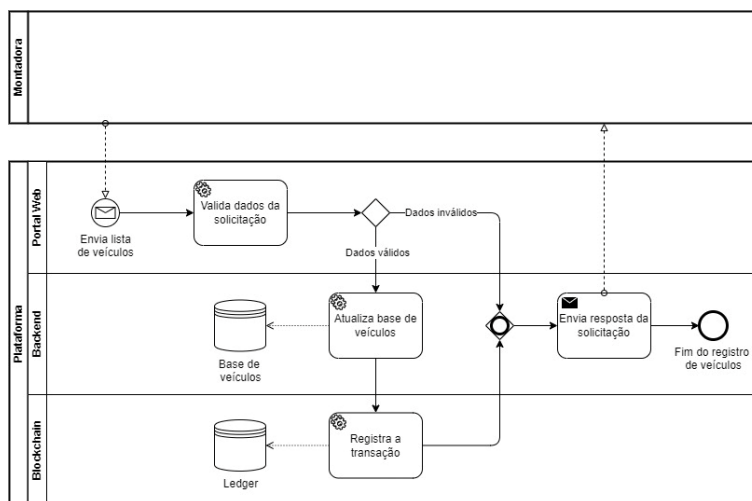 Montadora
Plataforma
Portal Web
Valida dados da
solicitação
Dados inválidos
Envia lista
de veículos
Dados válidos
Backend
Atualiza base de
veículos
Envia resposta da
solicitação
Base de
veículos
Fim do registro
de veículos
Blockchain
Registra a
transação
Ledger